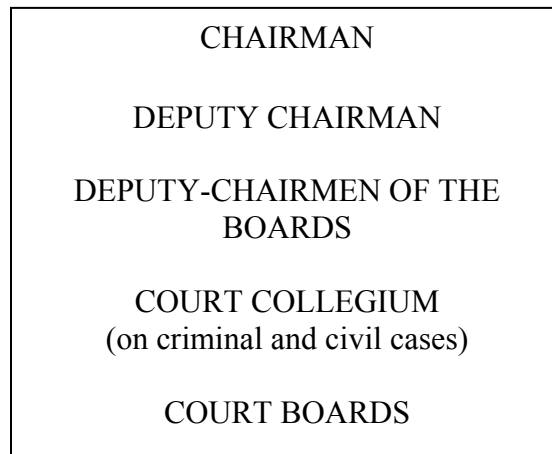 CHAIRMAN
DEPUTY CHAIRMAN
DEPUTY-CHAIRMEN OF THE
BOARDS
COURT COLLEGIUM
(on criminal and civil cases)
COURT BOARDS